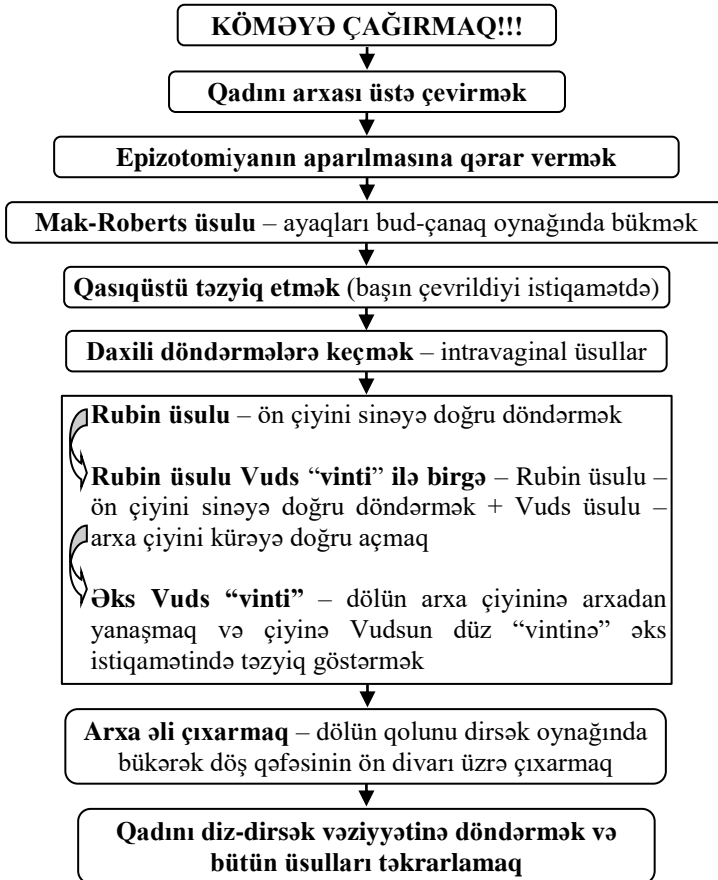 KÖMƏYƏ ÇAĞIRMAQ!!!
Qadını arxası üstə çevirmək
Epizotomiyanın aparılmasına qərar vermək
Mak-Roberts üsulu – ayaqları bud-çanaq oynağında bükmək
Qasıqüstü təzyiq etmək (başın çevrildiyi istiqamətdə)
Daxili döndərmələrə keçmək – intravaginal üsullar
Rubin üsulu – ön çiyini sinəyə doğru döndərmək
Rubin üsulu Vuds “vinti” ilə birgə – Rubin üsulu –
ön çiyini sinəyə doğru döndərmək + Vuds üsulu –
arxa çiyini kürəyə doğru açmaq
Əks Vuds “vinti” – dölün arxa çiyininə arxadan
yanaşmaq və çiyinə Vudsun düz “vintinə” əks
istiqamətində təzyiq göstərmək
Arxa əli çıxarmaq – dölün qolunu dirsək oynağında
bükərək döş qəfəsinin ön divarı üzrə çıxarmaq
Qadını diz-dirsək vəziyyətinə döndərmək və
bütün üsulları təkrarlamaq